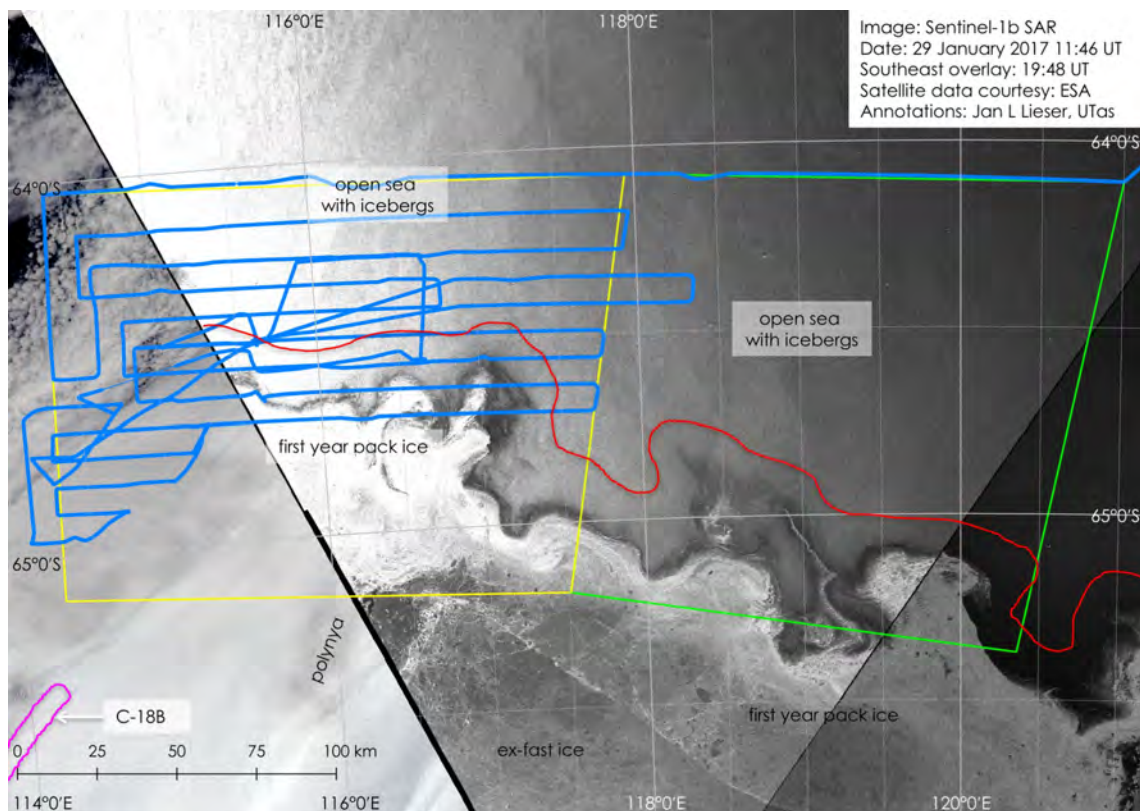 116°0'E
118°0'E
Image: Sentinel-1b SAR
Date: 29 January 2017 11:46 UT
Southeast overlay: 19:48 UT
Satellite data courtesy: ESA
Annotations: Jan L Lieser, UTas
64°0'S
64°0'S
open sea
with icebergs
open sea
with icebergs
first year pack ice
65°0'S
65°0'S
polynya
C-18B
first year pack ice
0 25 50 75 100 km
ex-fast ice
114°0'E
116°0'E
118°0'E
120°0'E